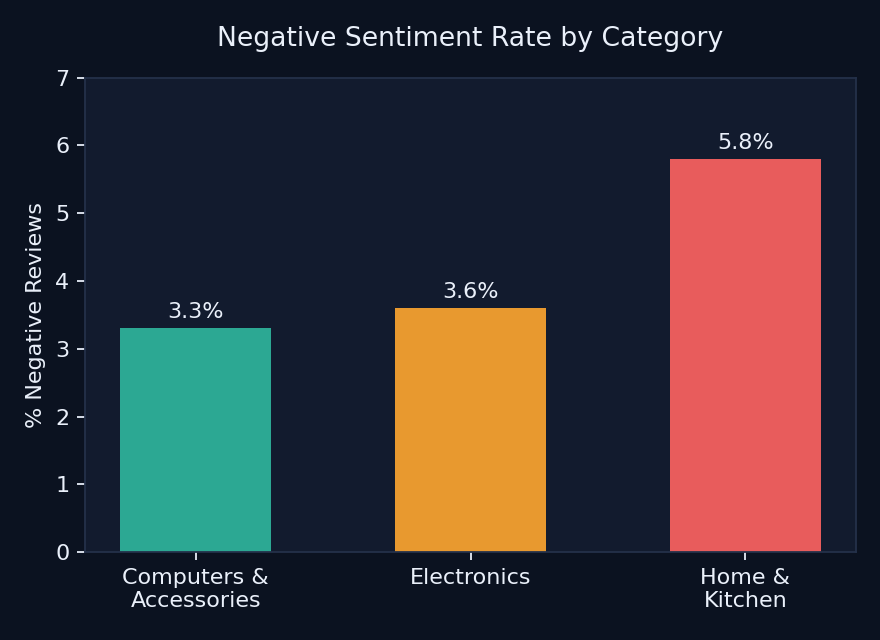 Negative Sentiment Rate by Category
% Negative Reviews
7
6
5
4
3
2
1
0
3.3%
3.6%
5.8%
Computers &
Accessories
Electronics
Home &
Kitchen